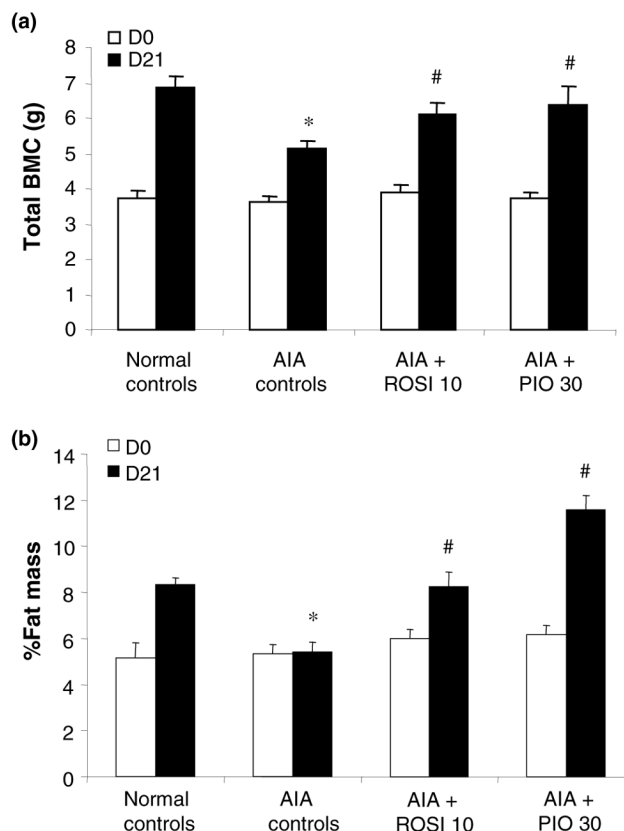 (a)
D0
D21
Total BMC (g)
8
7
6
5
4
3
2
1
0
*
#
#
Normal
controls
AIA
controls
AIA +
ROSI 10
AIA +
PIO 30
(b)
D0
D21
%Fat mass
14
12
10
8
6
4
2
0
*
#
#
Normal
controls
AIA
controls
AIA +
ROSI 10
AIA +
PIO 30